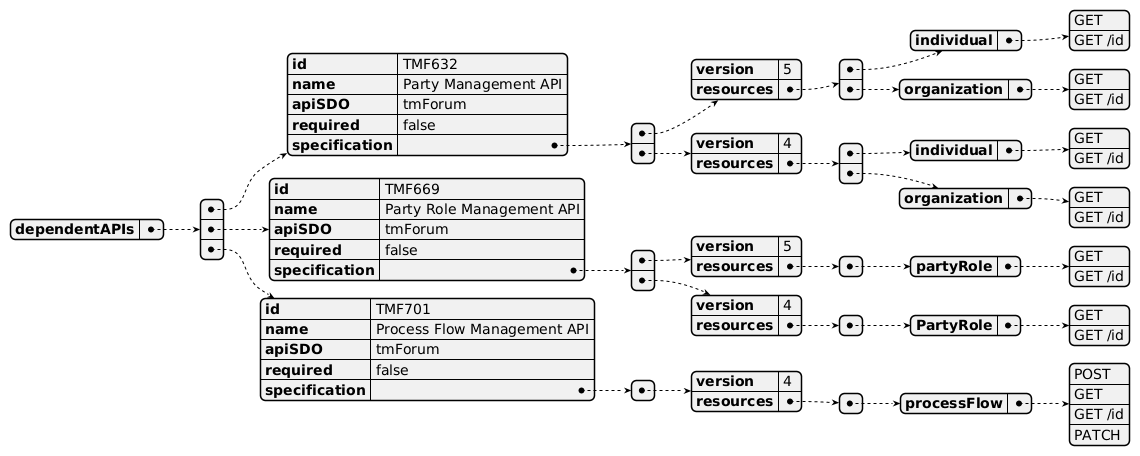 dependentAPIs
id TMF632
name Party Management API
apiSDO tmForum
required false
specification
version 5
resources
individual
GET
GET /id
organization
GET
GET /id
version 4
resources
individual
GET
GET /id
organization
GET
GET /id
id TMF669
name Party Role Management API
apiSDO tmForum
required false
specification
version 5
resources
partyRole
GET
GET /id
version 4
resources
PartyRole
GET
GET /id
id TMF701
name Process Flow Management API
apiSDO tmForum
required false
specification
version 4
resources
processFlow
POST
GET
GET /id
PATCH